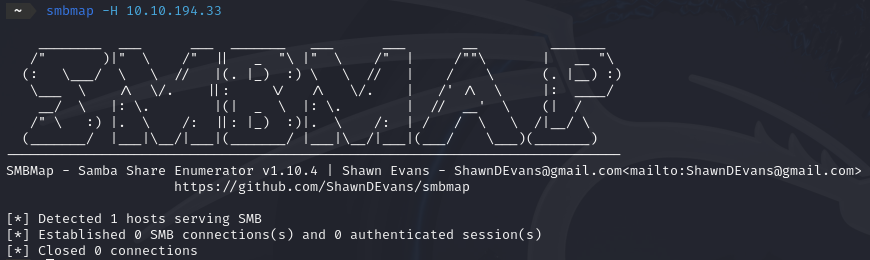 ~ smbmap -H 10.10.194.33
SMBMAP
SMBMap - Samba Share Enumerator v1.10.4 | Shawn Evans - ShawnDEvans@gmail.com<mailto:ShawnDEvans@gmail.com>
https://github.com/ShawnDEvans/smbmap
[*] Detected 1 hosts serving SMB
[*] Established 0 SMB connections(s) and 0 authenticated session(s)
[*] Closed 0 connections